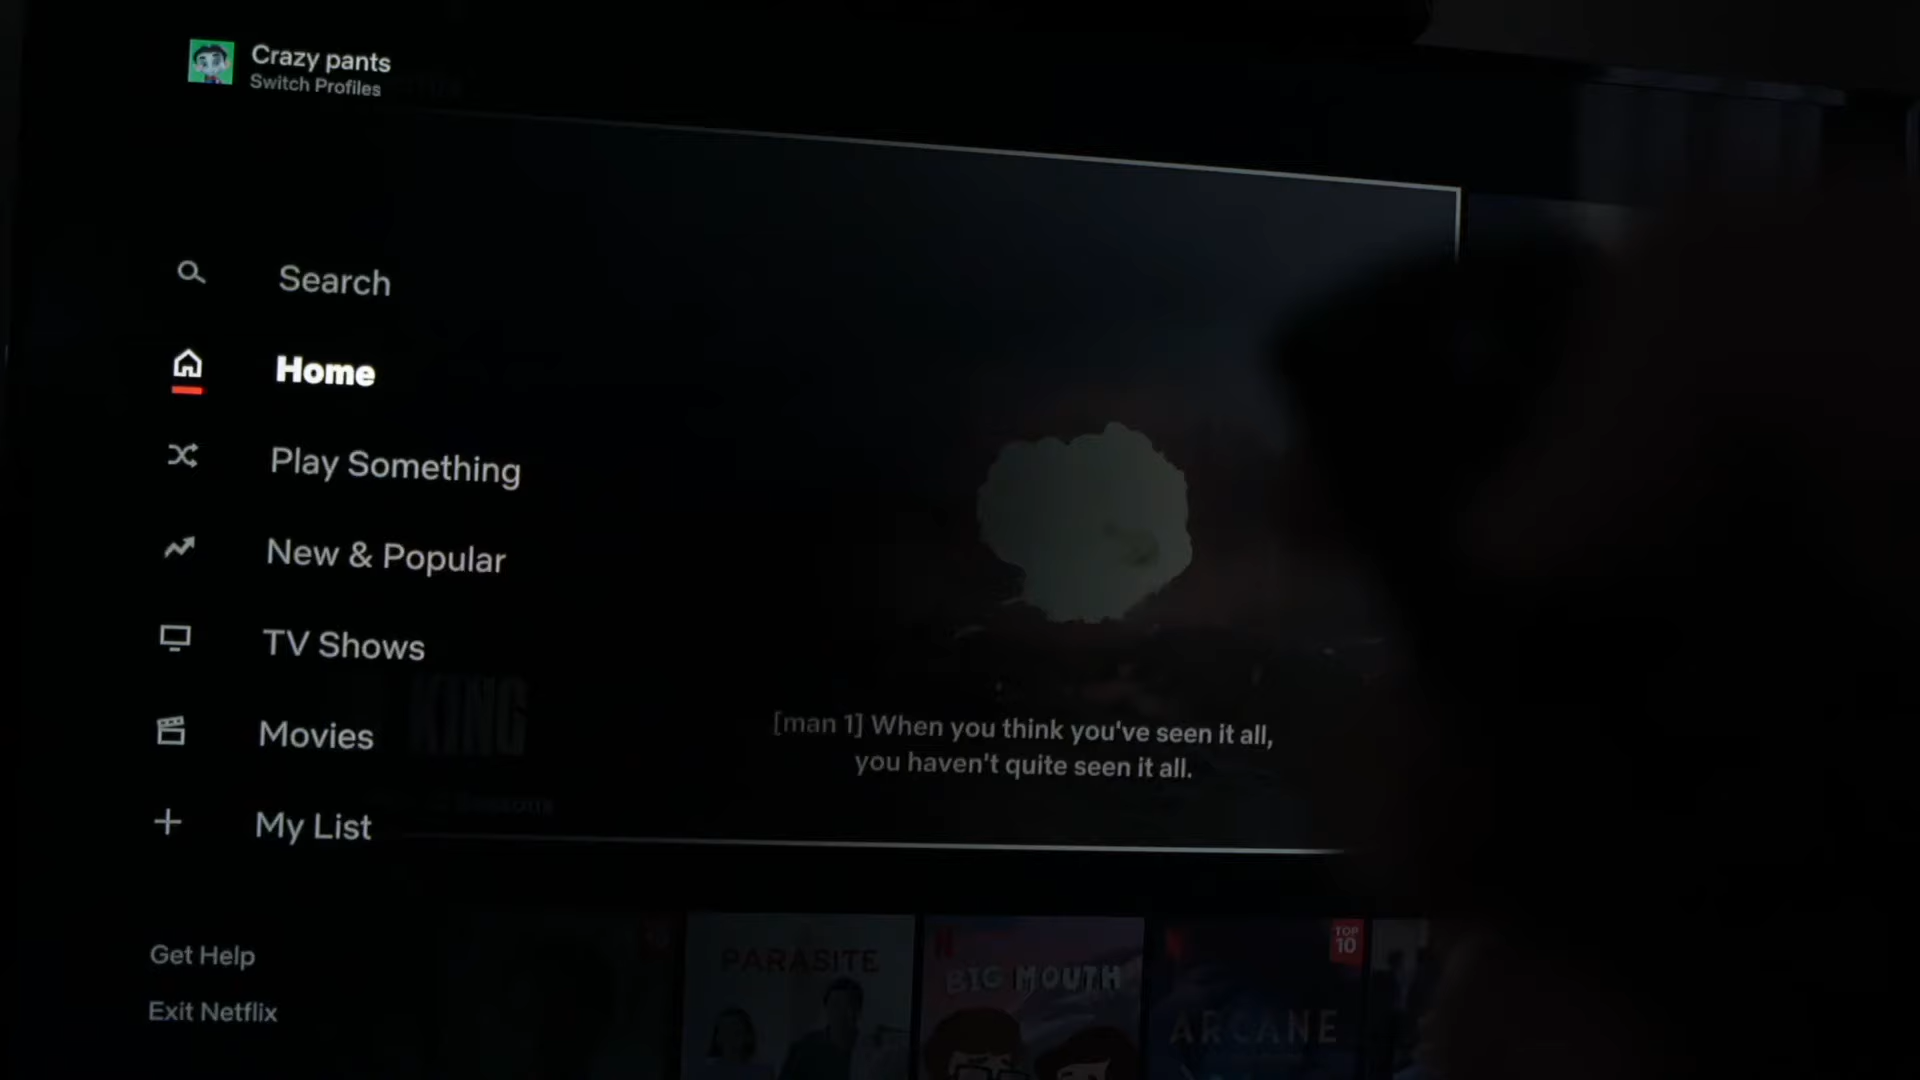 Crazy pants
Switch Profiles
Search
Home
Play Something
New & Popular
TV Shows
KING
Movies
My List
[man 1] When you think you've seen it all,
you haven't quite seen it all.
Get Help
Exit Netflix
PARASITE
BIG MOUTH
TOP
10
ARCANE